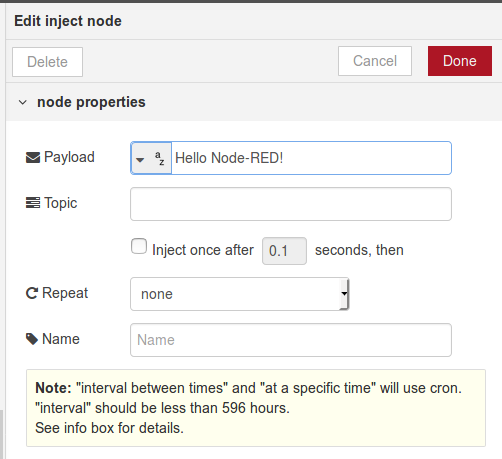 Edit inject node
Delete Cancel Done
node properties
Payload az Hello Node-RED!
Topic
Inject once after 0.1 seconds, then
Repeat none
Name Name
Note: "interval between times" and "at a specific time" will use cron.
"interval" should be less than 596 hours.
See info box for details.